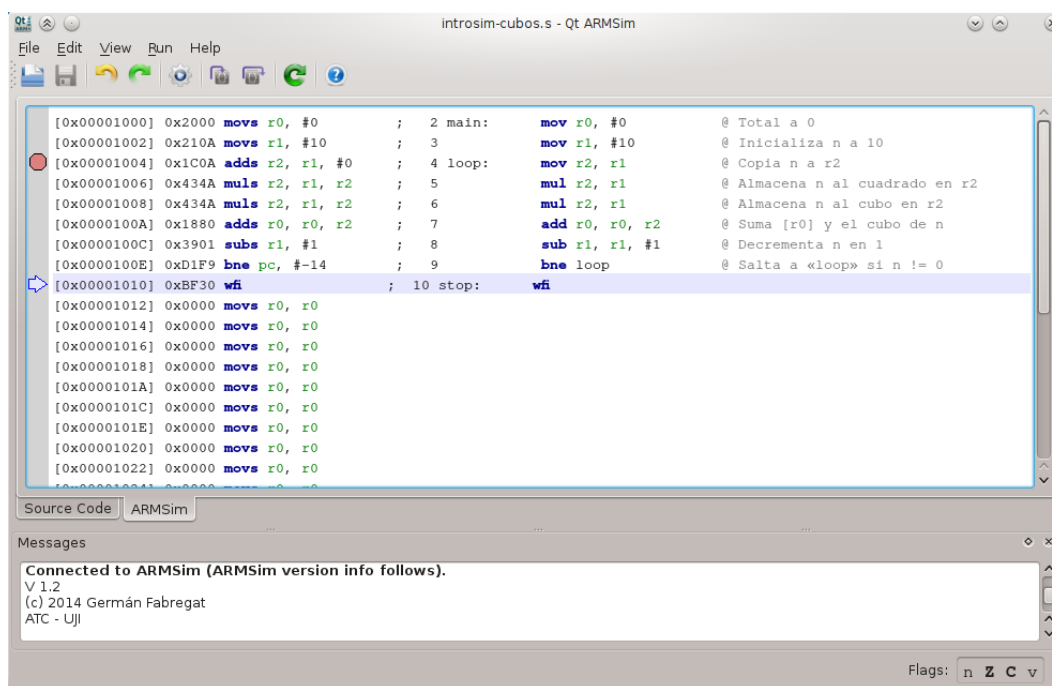 introsim-cubos.s - Qt ARMSim
File Edit View Run Help
[0x00001000] 0x2000 movs r0, #0 ; 2 main: mov r0, #0 @ Total a 0
[0x00001002] 0x210A movs r1, #10 ; 3 mov r1, #10 @ Inicializa n a 10
[0x00001004] 0x1C0A adds r2, r1, #0 ; 4 loop: mov r2, r1 @ Copia n a r2
[0x00001006] 0x434A muls r2, r1, r2 ; 5 mul r2, r1 @ Almacena n al cuadrado en r2
[0x00001008] 0x434A muls r2, r1, r2 ; 6 mul r2, r1 @ Almacena n al cubo en r2
[0x0000100A] 0x1880 adds r0, r0, r2 ; 7 add r0, r0, r2 @ Suma [r0] y el cubo de n
[0x0000100C] 0x3901 subs r1, #1 ; 8 sub r1, r1, #1 @ Decrementa n en 1
[0x0000100E] 0xD1F9 bne pc, #-14 ; 9 bne loop @ Salta a «loop» si n != 0
[0x00001010] 0xBF30 wfi ; 10 stop: wfi
[0x00001012] 0x0000 movs r0, r0
[0x00001014] 0x0000 movs r0, r0
[0x00001016] 0x0000 movs r0, r0
[0x00001018] 0x0000 movs r0, r0
[0x0000101A] 0x0000 movs r0, r0
[0x0000101C] 0x0000 movs r0, r0
[0x0000101E] 0x0000 movs r0, r0
[0x00001020] 0x0000 movs r0, r0
[0x00001022] 0x0000 movs r0, r0
Source Code ARMSim
Messages
Connected to ARMSim (ARMSim version info follows).
V 1.2
(c) 2014 Germán Fabregat
ATC - UJI
Flags: n Z C v